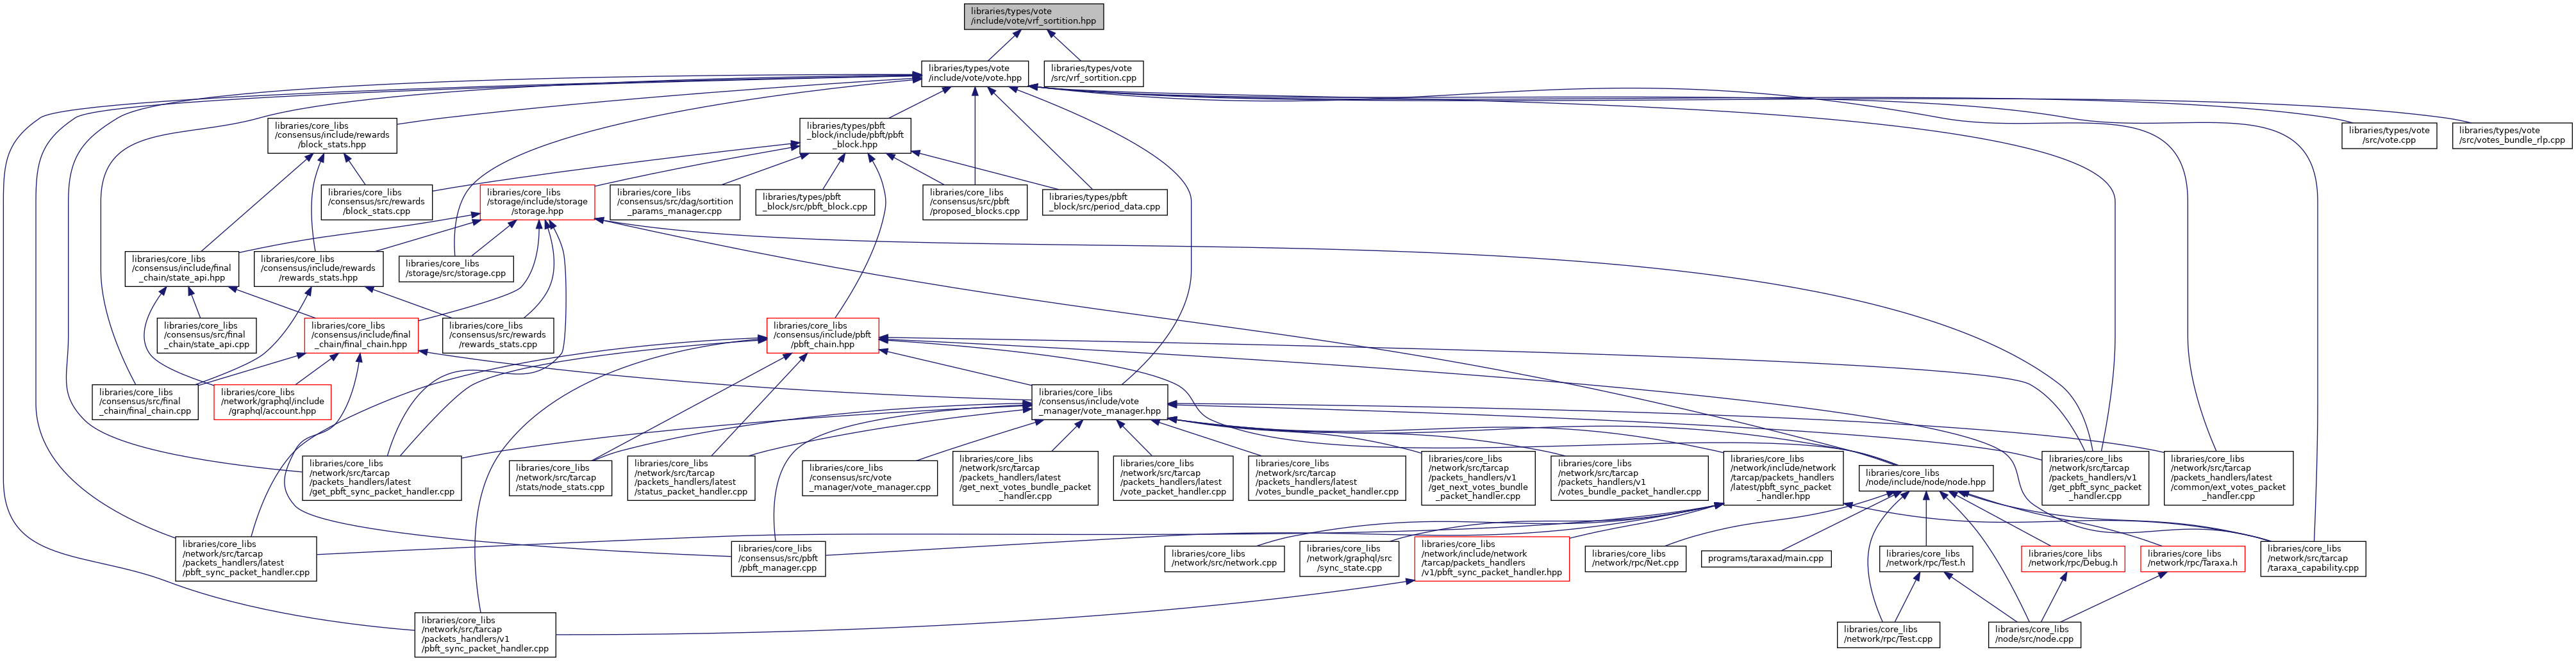 libraries/types/vote
/include/vote/vrf_sortition.hpp
libraries/types/vote
/include/vote/vote.hpp
libraries/types/vote
/src/vrf_sortition.cpp
libraries/core_libs
/consensus/include/rewards
/block_stats.hpp
libraries/types/pbft
_block/include/pbft/pbft
_block.hpp
libraries/types/vote
/src/vote.cpp
libraries/types/vote
/src/votes_bundle_rlp.cpp
libraries/core_libs
/consensus/src/rewards
/block_stats.cpp
libraries/core_libs
/storage/include/storage
/storage.hpp
libraries/core_libs
/consensus/src/dag/sortition
_params_manager.cpp
libraries/types/pbft
_block/src/pbft_block.cpp
libraries/core_libs
/consensus/src/pbft
/proposed_blocks.cpp
libraries/types/pbft
_block/src/period_data.cpp
libraries/core_libs
/consensus/include/final
_chain/state_api.hpp
libraries/core_libs
/consensus/include/rewards
/rewards_stats.hpp
libraries/core_libs
/storage/src/storage.cpp
libraries/core_libs
/consensus/src/final
_chain/state_api.cpp
libraries/core_libs
/consensus/include/final
_chain/final_chain.hpp
libraries/core_libs
/consensus/src/rewards
/rewards_stats.cpp
libraries/core_libs
/consensus/include/pbft
/pbft_chain.hpp
libraries/core_libs
/consensus/src/final
_chain/final_chain.cpp
libraries/core_libs
/network/graphql/include
/graphql/account.hpp
libraries/core_libs
/consensus/include/vote
_manager/vote_manager.hpp
libraries/core_libs
/network/src/tarcap
/packets_handlers/latest
/get_pbft_sync_packet_handler.cpp
libraries/core_libs
/network/src/tarcap
/stats/node_stats.cpp
libraries/core_libs
/network/src/tarcap
/packets_handlers/latest
/status_packet_handler.cpp
libraries/core_libs
/consensus/src/vote
_manager/vote_manager.cpp
libraries/core_libs
/network/src/tarcap
/packets_handlers/latest
/get_next_votes_bundle_packet
_handler.cpp
libraries/core_libs
/network/src/tarcap
/packets_handlers/latest
/vote_packet_handler.cpp
libraries/core_libs
/network/src/tarcap
/packets_handlers/latest
/votes_bundle_packet_handler.cpp
libraries/core_libs
/network/src/tarcap
/packets_handlers/v1
/get_next_votes_bundle
_packet_handler.cpp
libraries/core_libs
/network/src/tarcap
/packets_handlers/v1
/votes_bundle_packet_handler.cpp
libraries/core_libs
/network/include/network
/tarcap/packets_handlers
/latest/pbft_sync_packet
_handler.hpp
libraries/core_libs
/node/include/node/node.hpp
libraries/core_libs
/network/src/tarcap
/packets_handlers/v1
/get_pbft_sync_packet
_handler.cpp
libraries/core_libs
/network/src/tarcap
/packets_handlers/latest
/common/ext_votes_packet
_handler.cpp
libraries/core_libs
/network/src/tarcap
/packets_handlers/latest
/pbft_sync_packet_handler.cpp
libraries/core_libs
/consensus/src/pbft
/pbft_manager.cpp
libraries/core_libs
/network/src/network.cpp
libraries/core_libs
/network/graphql/src
/sync_state.cpp
libraries/core_libs
/network/include/network
/tarcap/packets_handlers
/v1/pbft_sync_packet_handler.hpp
libraries/core_libs
/network/rpc/Net.cpp
programs/taraxad/main.cpp
libraries/core_libs
/network/rpc/Test.h
libraries/core_libs
/network/rpc/Debug.h
libraries/core_libs
/network/rpc/Taraxa.h
libraries/core_libs
/network/src/tarcap
/taraxa_capability.cpp
libraries/core_libs
/network/src/tarcap
/packets_handlers/v1
/pbft_sync_packet_handler.cpp
libraries/core_libs
/network/rpc/Test.cpp
libraries/core_libs
/node/src/node.cpp